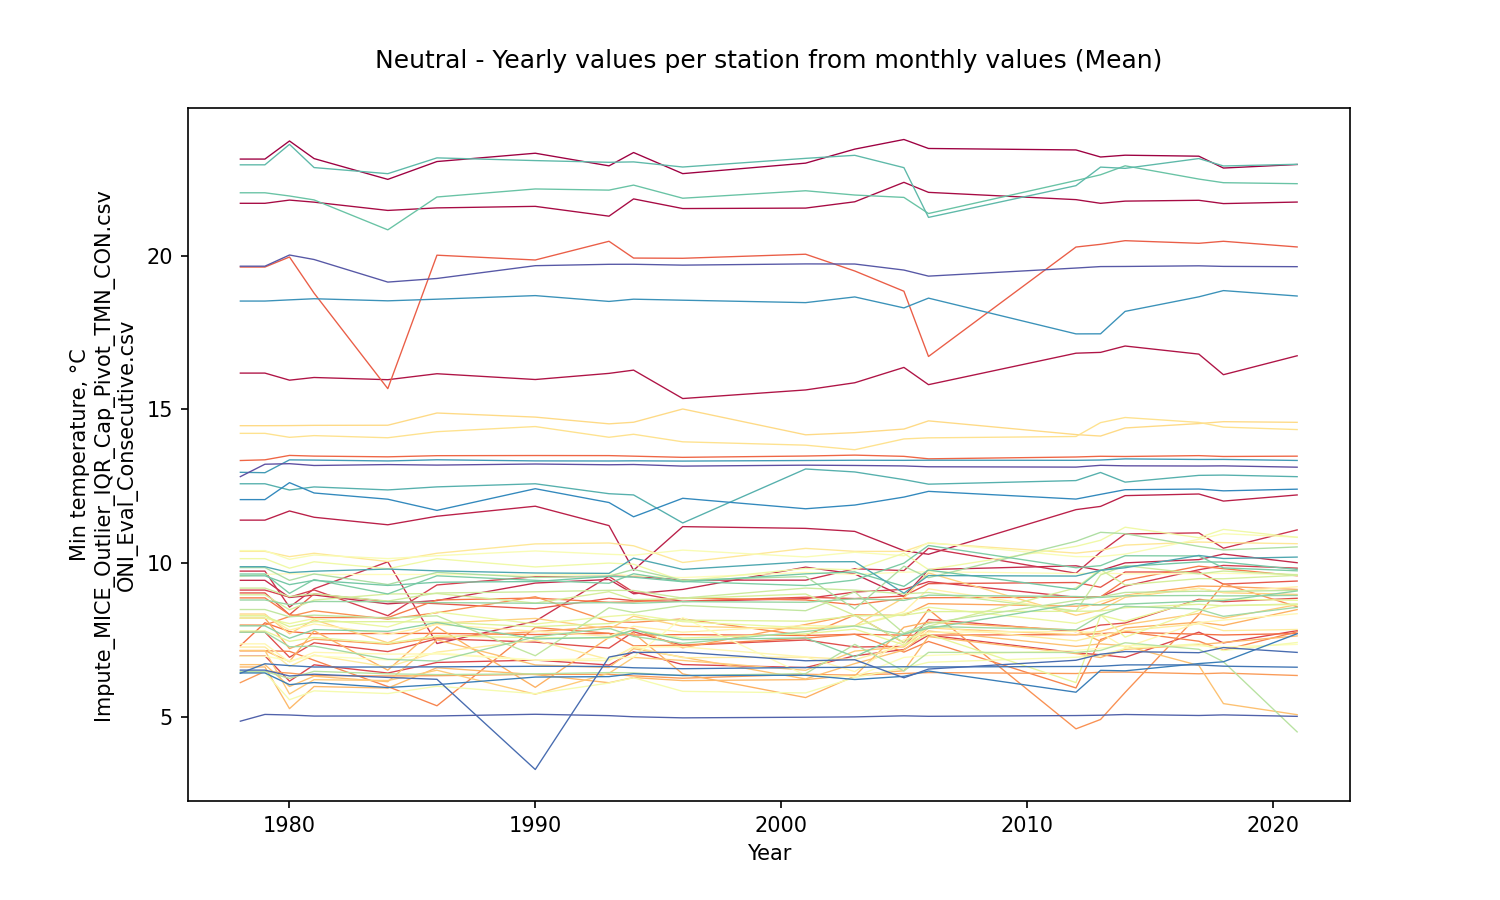 Neutral - Yearly values per station from monthly values (Mean)
Min temperature, °C
Impute_MICE_Outlier_IQR_Cap_Pivot_TMN_CON.csv
ONI_Eval_Consecutive.csv
20
15
10
5
1980
1990
2000
2010
2020
Year